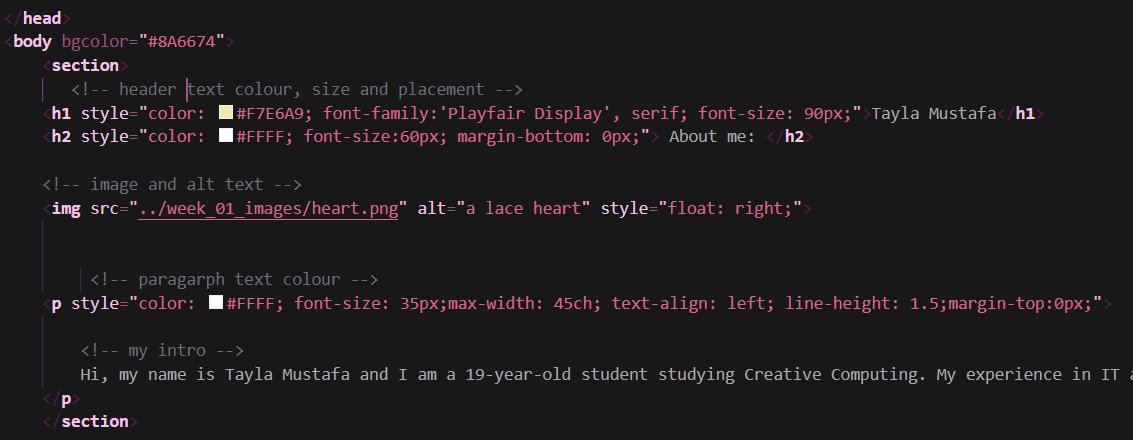 </head>
<body bgcolor="#8A6674">
<section>
<!-- header text colour, size and placement -->
<h1 style="color: #F7E6A9; font-family:'Playfair Display', serif; font-size: 90px;">Tayla Mustafa</h1>
<h2 style="color: #FFFF; font-size:60px; margin-bottom: 0px;"> About me: </h2>
<!-- image and alt text -->
<img src="../week_01_images/heart.png" alt="a lace heart" style="float: right;">
<!-- paragarph text colour -->
<p style="color: #FFFF; font-size: 35px;max-width: 45ch; text-align: left; line-height: 1.5;margin-top:0px;">
<!-- my intro -->
Hi, my name is Tayla Mustafa and I am a 19-year-old student studying Creative Computing. My experience in IT
</p>
</section>